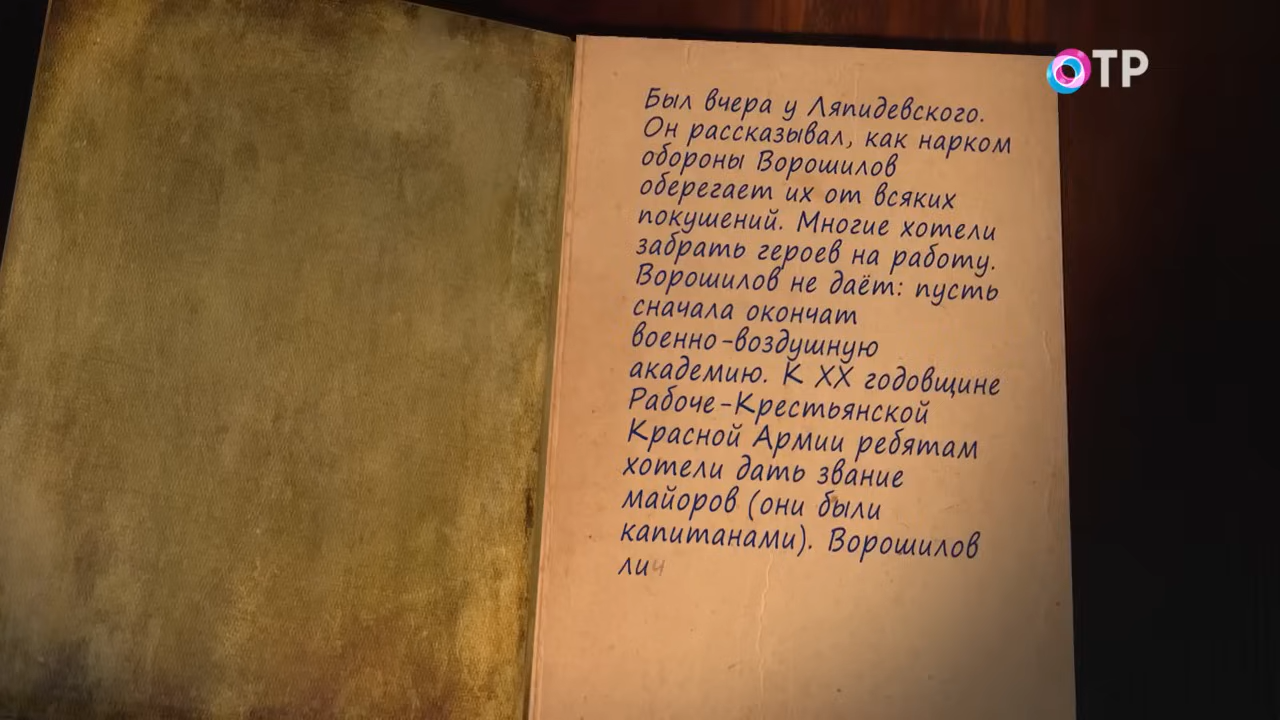 ОТР
Был вчера у Ляпидевского.
Он рассказывал, как нарком
обороны Ворошилов
оберегает их от всяких
покушений. Многие хотели
забрать героев на работу.
Ворошилов не даёт: пусть
сначала окончат
военно-воздушную
академию. К XX годовщине
Рабоче-Крестьянской
Красной Армии ребятам
хотели дать звание
майоров (они были
капитанами). Ворошилов
лич